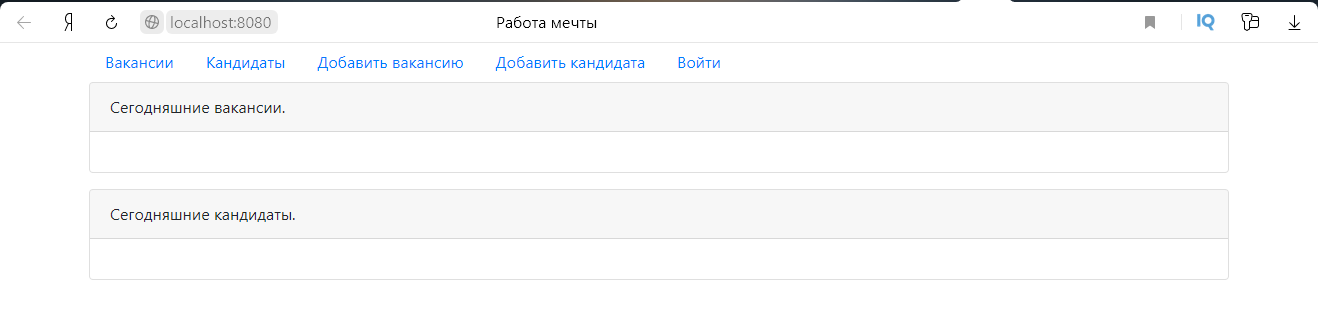 Я localhost:8080 Работа мечты IQ
Вакансии Кандидаты Добавить вакансию Добавить кандидата Войти
Сегодняшние вакансии.
Сегодняшние кандидаты.